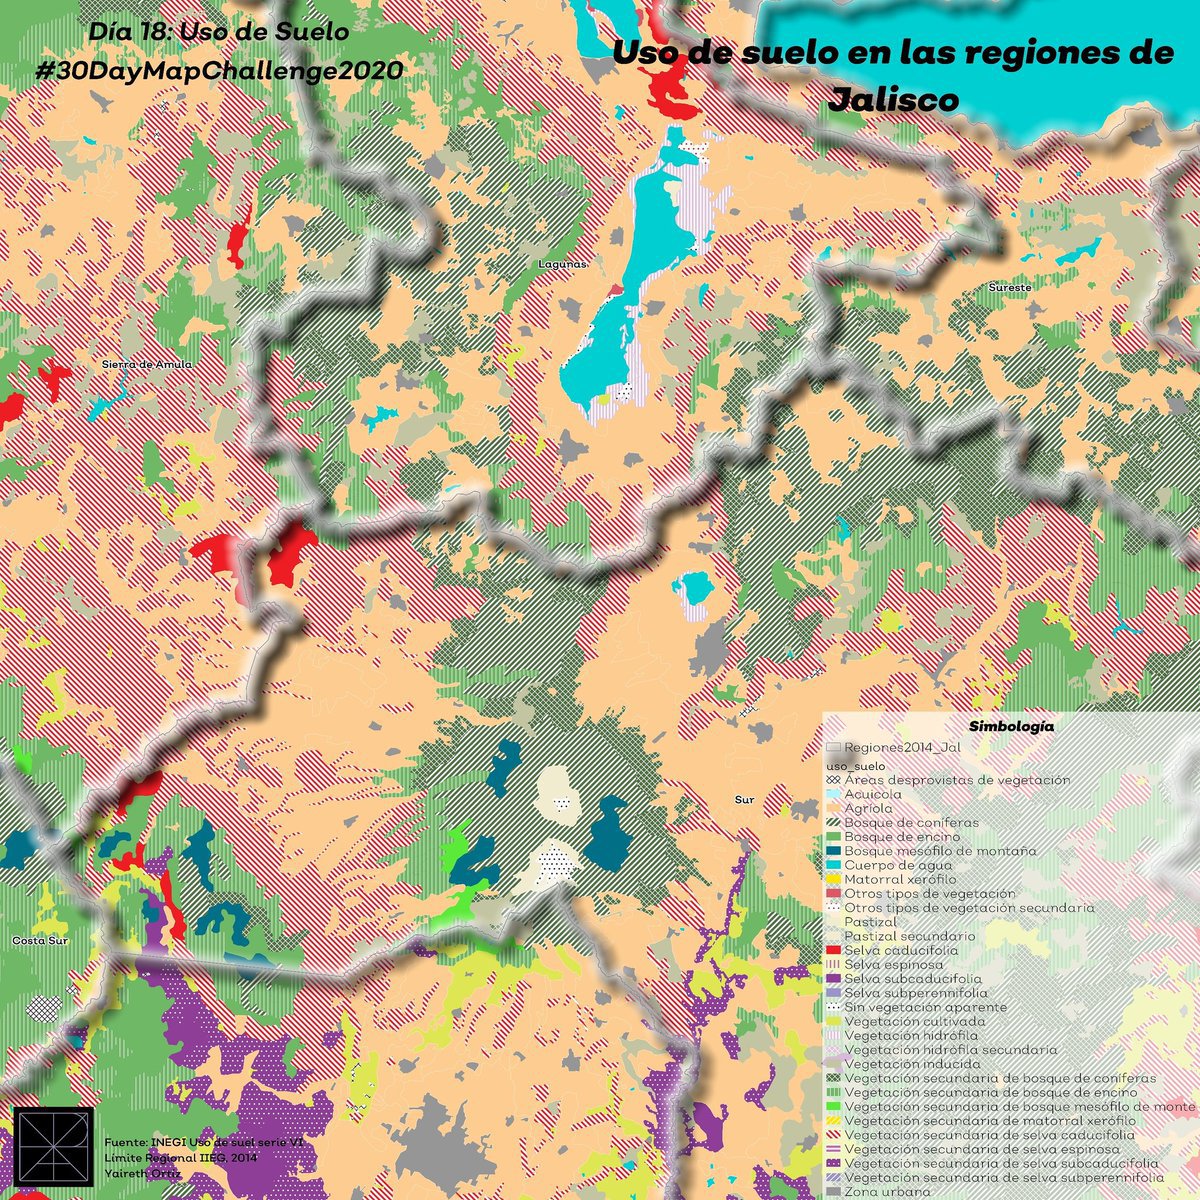 Día 18: Uso de Suelo
#30DayMapChallenge2020
Uso de suelo en las regiones de
Jalisco
Lagunas
Sureste
Sierra de Amula
Sur
Costa Sur
Simbología
Regiones2014_Jal
uso_suelo
Áreas desprovistas de vegetación
Acuícola
Agríola
Bosque de coníferas
Bosque de encino
Bosque mesófilo de montaña
Cuerpo de agua
Matorral xerófilo
Otros tipos de vegetación
Otros tipos de vegetación secundaria
Pastizal
Pastizal secundario
Selva caducifolia
Selva espinosa
Selva subcaducifolia
Selva subperennifolia
Sin vegetación aparente
Vegetación cultivada
Vegetación hidrófila
Vegetación hidrófila secundaria
Vegetación inducida
Vegetación secundaria de bosque de coníferas
Vegetación secundaria de bosque de encino
Vegetación secundaria de bosque mesófilo de monte
Vegetación secundaria de matorral xerófilo
Vegetación secundaria de selva caducifolia
Vegetación secundaria de selva espinosa
Vegetación secundaria de selva subcaducifolia
Vegetación secundaria de selva subperennifolia
Zona urbana
Fuente: INEGI Uso de suel serie VI
Límite Regional IIEG, 2014
Yaireth Ortiz